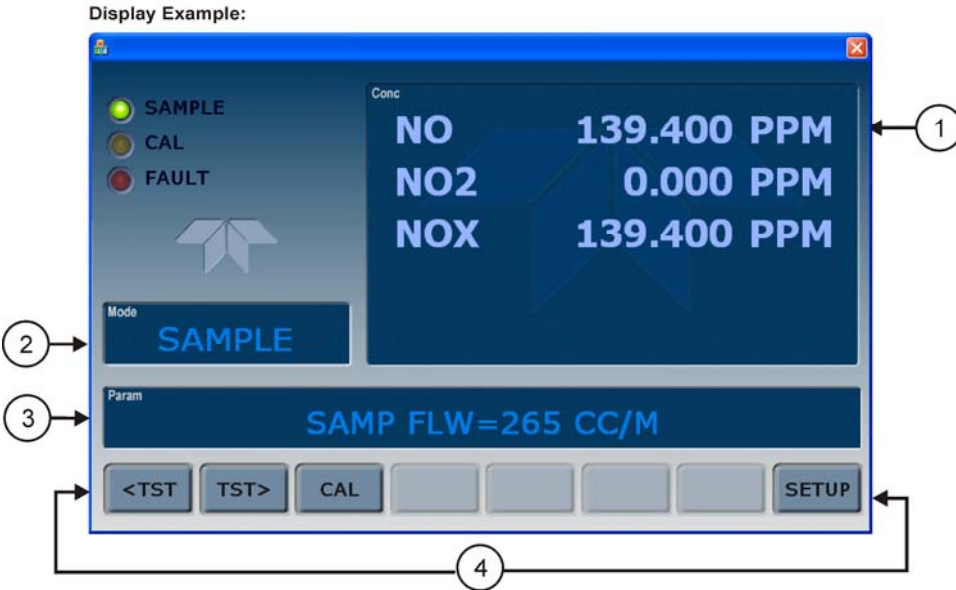 Display Example:
SAMPLE
CAL
FAULT
Conc
NO 139.400 PPM
NO2 0.000 PPM
NOX 139.400 PPM
1
Mode
SAMPLE
2
Param
SAMP FLW=265 CC/M
3
<TST TST> CAL SETUP
4